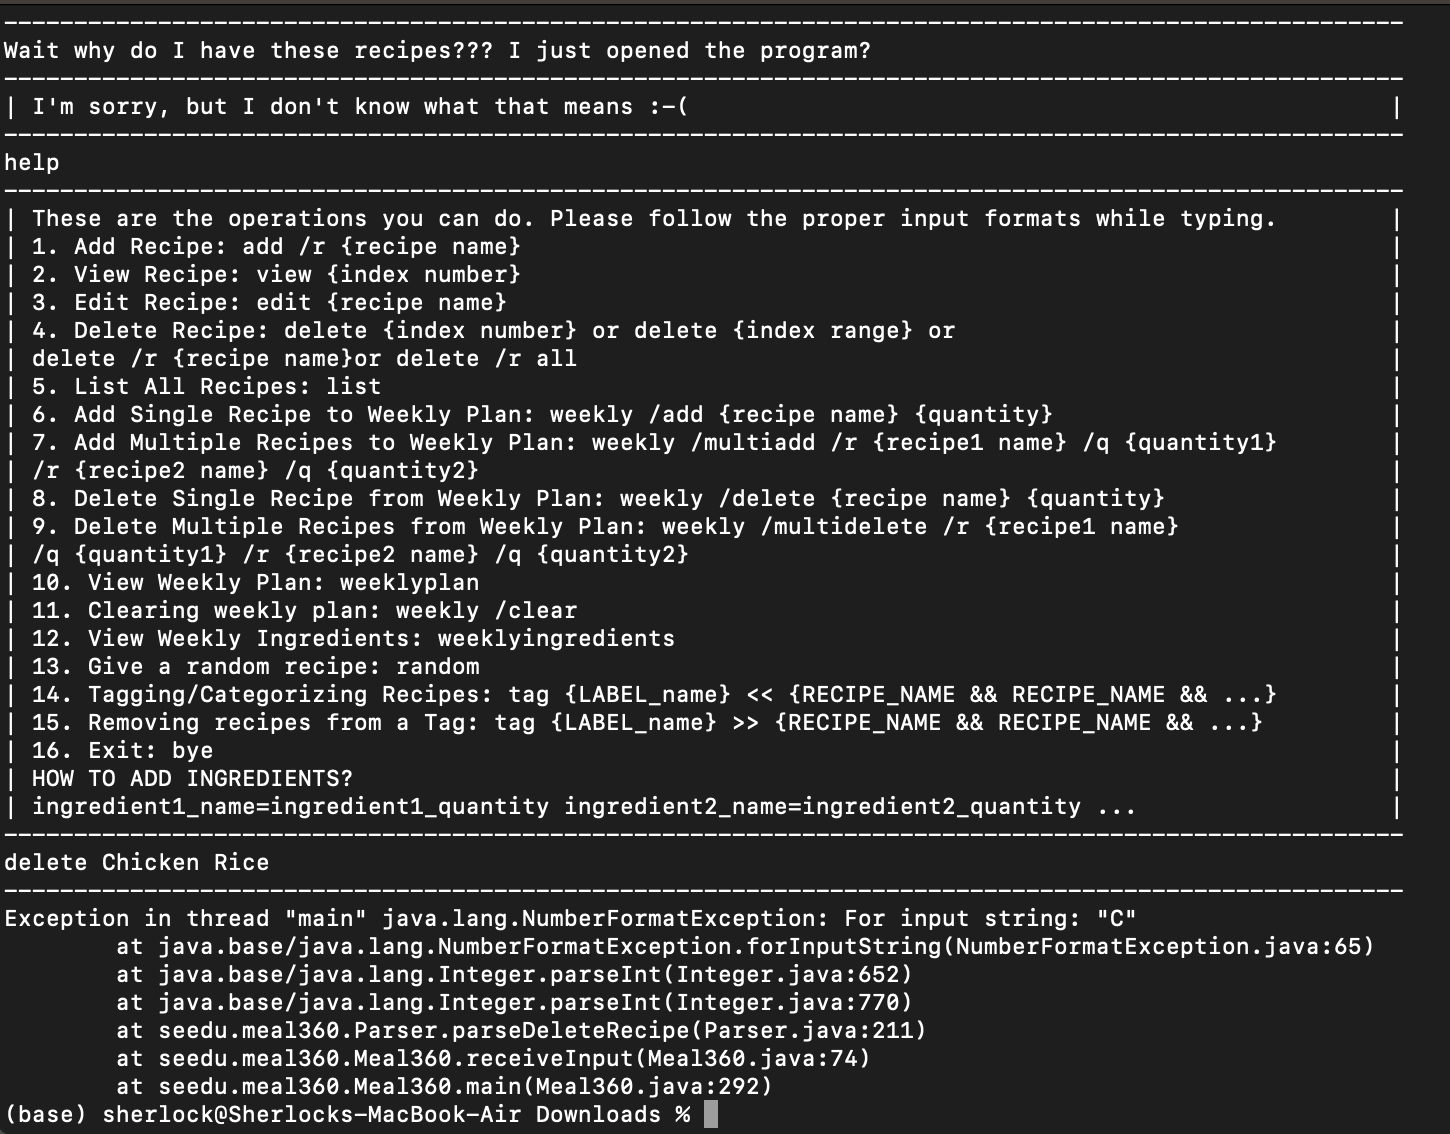 ----------------------------------------------------------------------------------------------------
Wait why do I have these recipes??? I just opened the program?
----------------------------------------------------------------------------------------------------
| I'm sorry, but I don't know what that means :-( |
----------------------------------------------------------------------------------------------------
help
----------------------------------------------------------------------------------------------------
| These are the operations you can do. Please follow the proper input formats while typing. |
| 1. Add Recipe: add /r {recipe name} |
| 2. View Recipe: view {index number} |
| 3. Edit Recipe: edit {recipe name} |
| 4. Delete Recipe: delete {index number} or delete {index range} or |
| delete /r {recipe name}or delete /r all |
| 5. List All Recipes: list |
| 6. Add Single Recipe to Weekly Plan: weekly /add {recipe name} {quantity} |
| 7. Add Multiple Recipes to Weekly Plan: weekly /multiadd /r {recipe1 name} /q {quantity1} |
| /r {recipe2 name} /q {quantity2} |
| 8. Delete Single Recipe from Weekly Plan: weekly /delete {recipe name} {quantity} |
| 9. Delete Multiple Recipes from Weekly Plan: weekly /multidelete /r {recipe1 name} |
| /q {quantity1} /r {recipe2 name} /q {quantity2} |
| 10. View Weekly Plan: weeklyplan |
| 11. Clearing weekly plan: weekly /clear |
| 12. View Weekly Ingredients: weeklyingredients |
| 13. Give a random recipe: random |
| 14. Tagging/Categorizing Recipes: tag {LABEL_name} << {RECIPE_NAME && RECIPE_NAME && ...} |
| 15. Removing recipes from a Tag: tag {LABEL_name} >> {RECIPE_NAME && RECIPE_NAME && ...} |
| 16. Exit: bye |
| HOW TO ADD INGREDIENTS? |
| ingredient1_name=ingredient1_quantity ingredient2_name=ingredient2_quantity ... |
----------------------------------------------------------------------------------------------------
delete Chicken Rice
----------------------------------------------------------------------------------------------------
Exception in thread "main" java.lang.NumberFormatException: For input string: "C"
        at java.base/java.lang.NumberFormatException.forInputString(NumberFormatException.java:65)
        at java.base/java.lang.Integer.parseInt(Integer.java:652)
        at java.base/java.lang.Integer.parseInt(Integer.java:770)
        at seedu.meal360.Parser.parseDeleteRecipe(Parser.java:211)
        at seedu.meal360.Meal360.receiveInput(Meal360.java:74)
        at seedu.meal360.Meal360.main(Meal360.java:292)
(base) sherlock@Sherlocks-MacBook-Air Downloads %